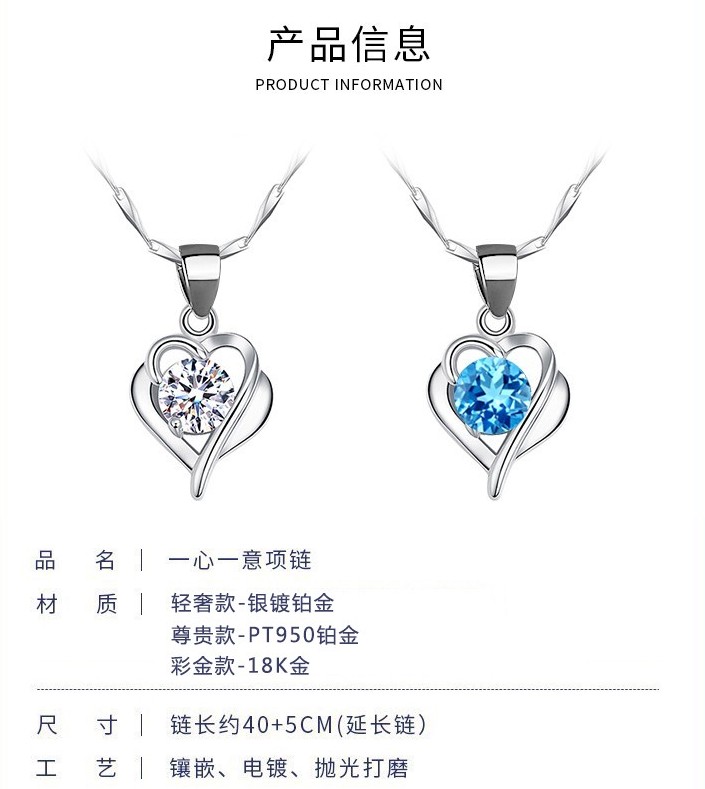 产品信息
PRODUCT INFORMATION
品 名 | 一心一意项链
材 质 | 轻奢款-银镀铂金
尊贵款-PT950铂金
彩金款-18K金
尺 寸 | 链长约40+5CM(延长链）
工 艺 | 镶嵌、电镀、抛光打磨